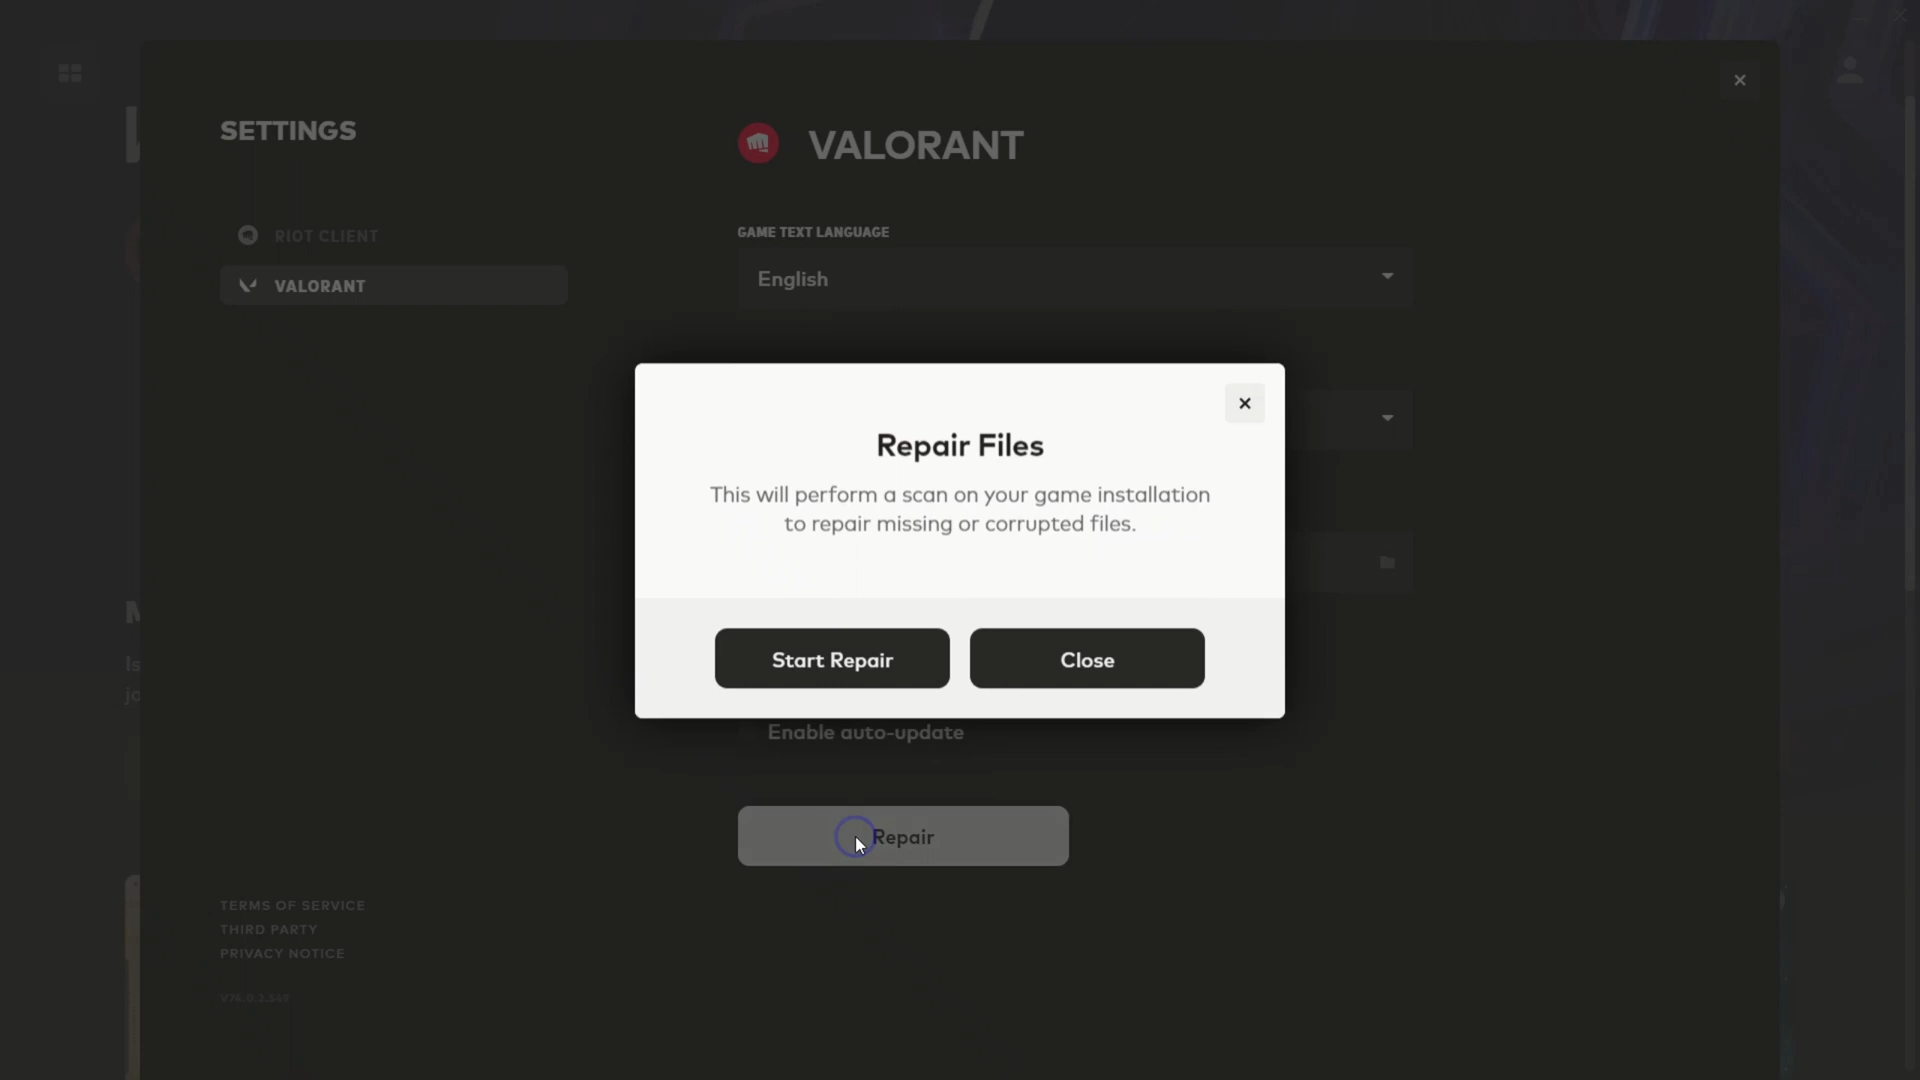 SETTINGS
VALORANT
RIOT CLIENT
VALORANT
GAME TEXT LANGUAGE
English
Repair Files
This will perform a scan on your game installation
to repair missing or corrupted files.
Start Repair
Close
Enable auto-update
Repair
TERMS OF SERVICE
THIRD PARTY
PRIVACY NOTICE